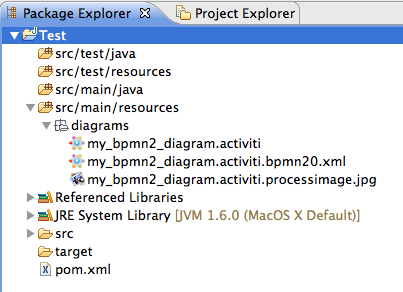 Package Explorer Project Explorer
Test
src/test/java
src/test/resources
src/main/java
src/main/resources
diagrams
my_bpmn2_diagram.activiti
my_bpmn2_diagram.activiti.bpmn20.xml
my_bpmn2_diagram.activiti.processimage.jpg
Referenced Libraries
JRE System Library [JVM 1.6.0 (MacOS X Default)]
src
target
pom.xml